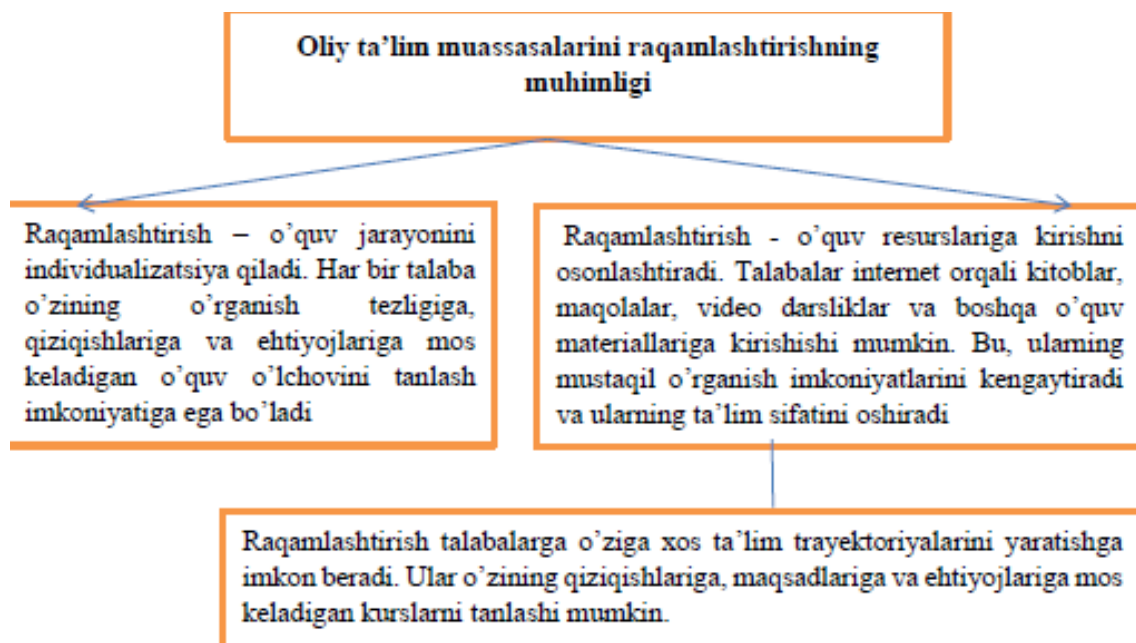 Oliy ta’lim muassasalarini raqamlashtirishning
muhimligi
Raqamlashtirish – o’quv jarayonini
individualizatsiya qiladi. Har bir talaba
o’zining o’rganish tezligiga,
qiziqishlariga va ehtiyojlariga mos
keladigan o’quv o’lchovini tanlash
imkoniyatiga ega bo’ladi
Raqamlashtirish - o’quv resurslariga kirishni
osonlashtiradi. Talabalar internet orqali kitoblar,
maqolalar, video darsliklar va boshqa o’quv
materiallariga kirishishi mumkin. Bu, ularning
mustaqil o’rganish imkoniyatlarini kengaytiradi
va ularning ta’lim sifatini oshiradi
Raqamlashtirish talabalarga o’ziga xos ta’lim trayektoriyalarini yaratishga
imkon beradi. Ular o’zining qiziqishlariga, maqsadlariga va ehtiyojlariga mos
keladigan kurslarni tanlashi mumkin.